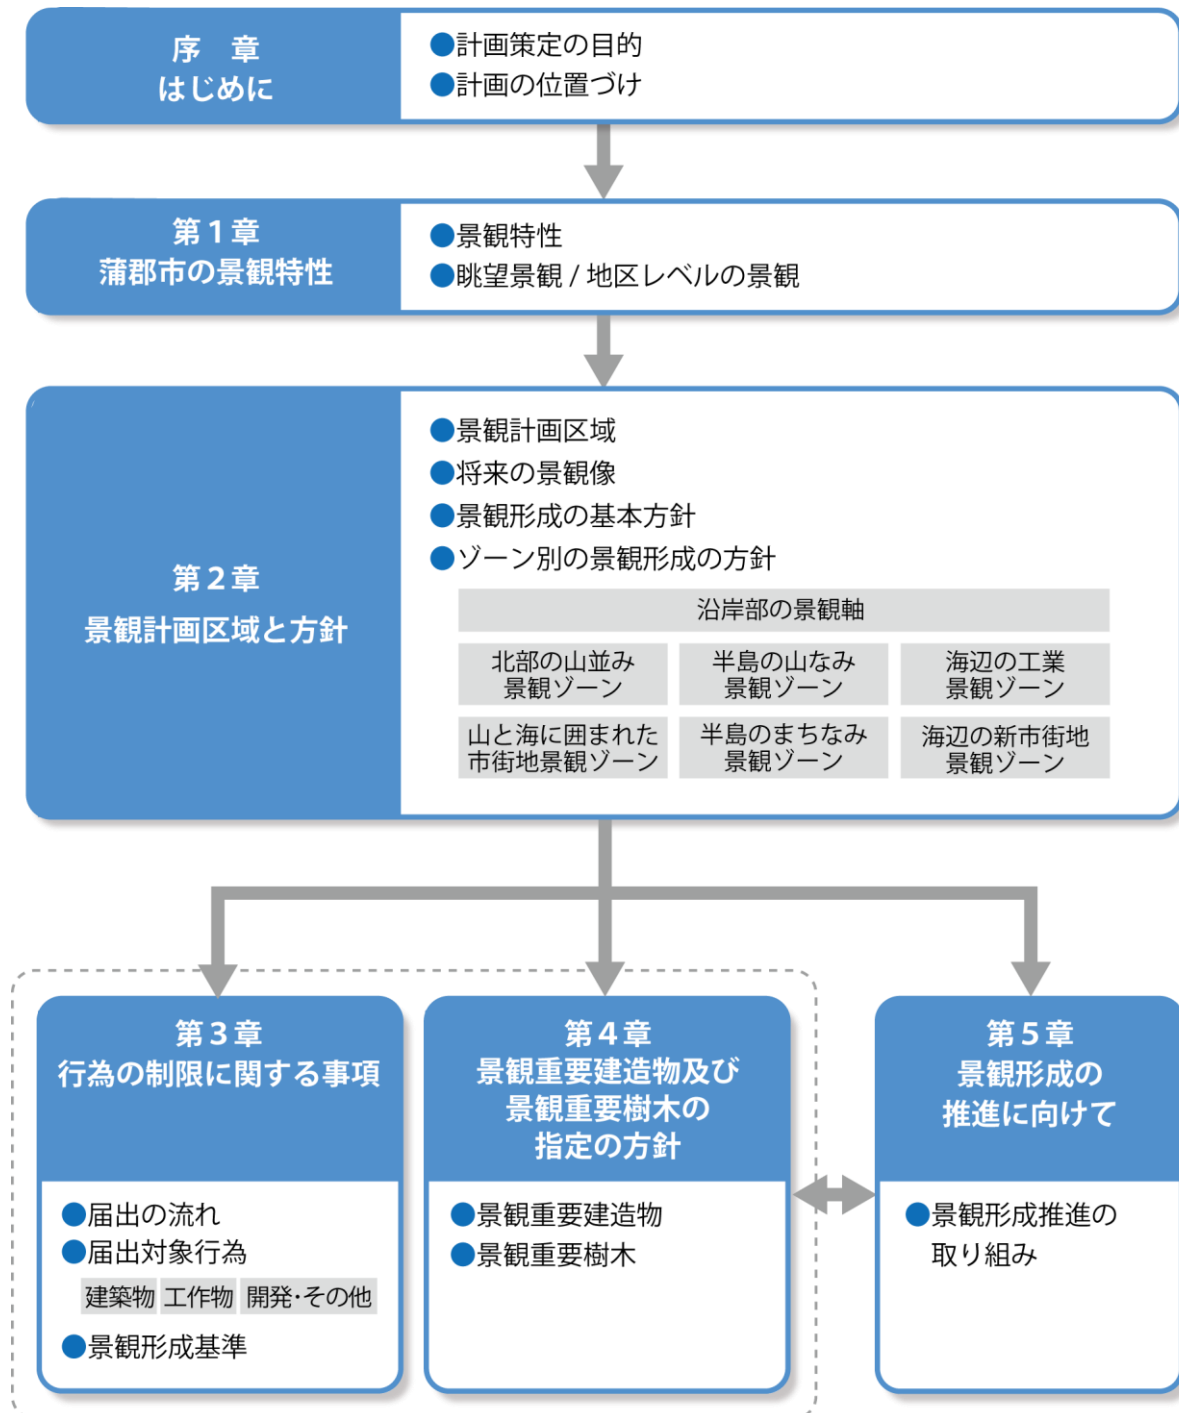 序　章
はじめに
●計画策定の目的
●計画の位置づけ
第１章
蒲郡市の景観特性
●景観特性
●眺望景観 / 地区レベルの景観
第２章
景観計画区域と方針
●景観計画区域
●将来の景観像
●景観形成の基本方針
●ゾーン別の景観形成の方針
沿岸部の景観軸
北部の山並み
景観ゾーン
半島の山なみ
景観ゾーン
海辺の工業
景観ゾーン
山と海に囲まれた
市街地景観ゾーン
半島のまちなみ
景観ゾーン
海辺の新市街地
景観ゾーン
第３章
行為の制限に関する事項
●届出の流れ
●届出対象行為
建築物
工作物
開発・その他
●景観形成基準
第４章
景観重要建造物及び
景観重要樹木の
指定の方針
●景観重要建造物
●景観重要樹木
第５章
景観形成の
推進に向けて
●景観形成推進の
取り組み